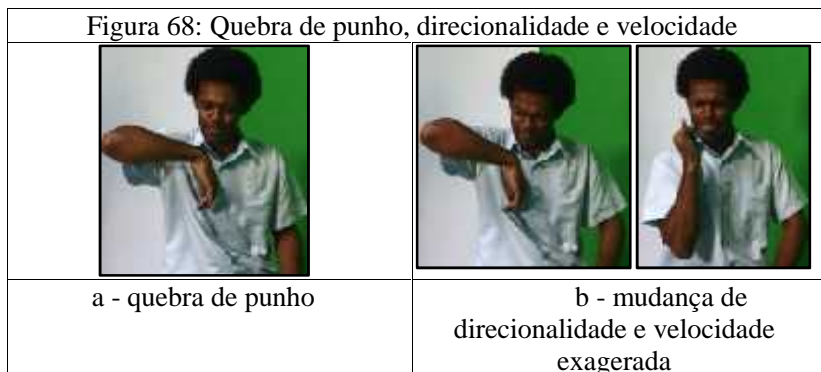 Figura 68: Quebra de punho, direcionalidade e velocidade
a - quebra de punho
b - mudança de
direcionalidade e velocidade
exagerada